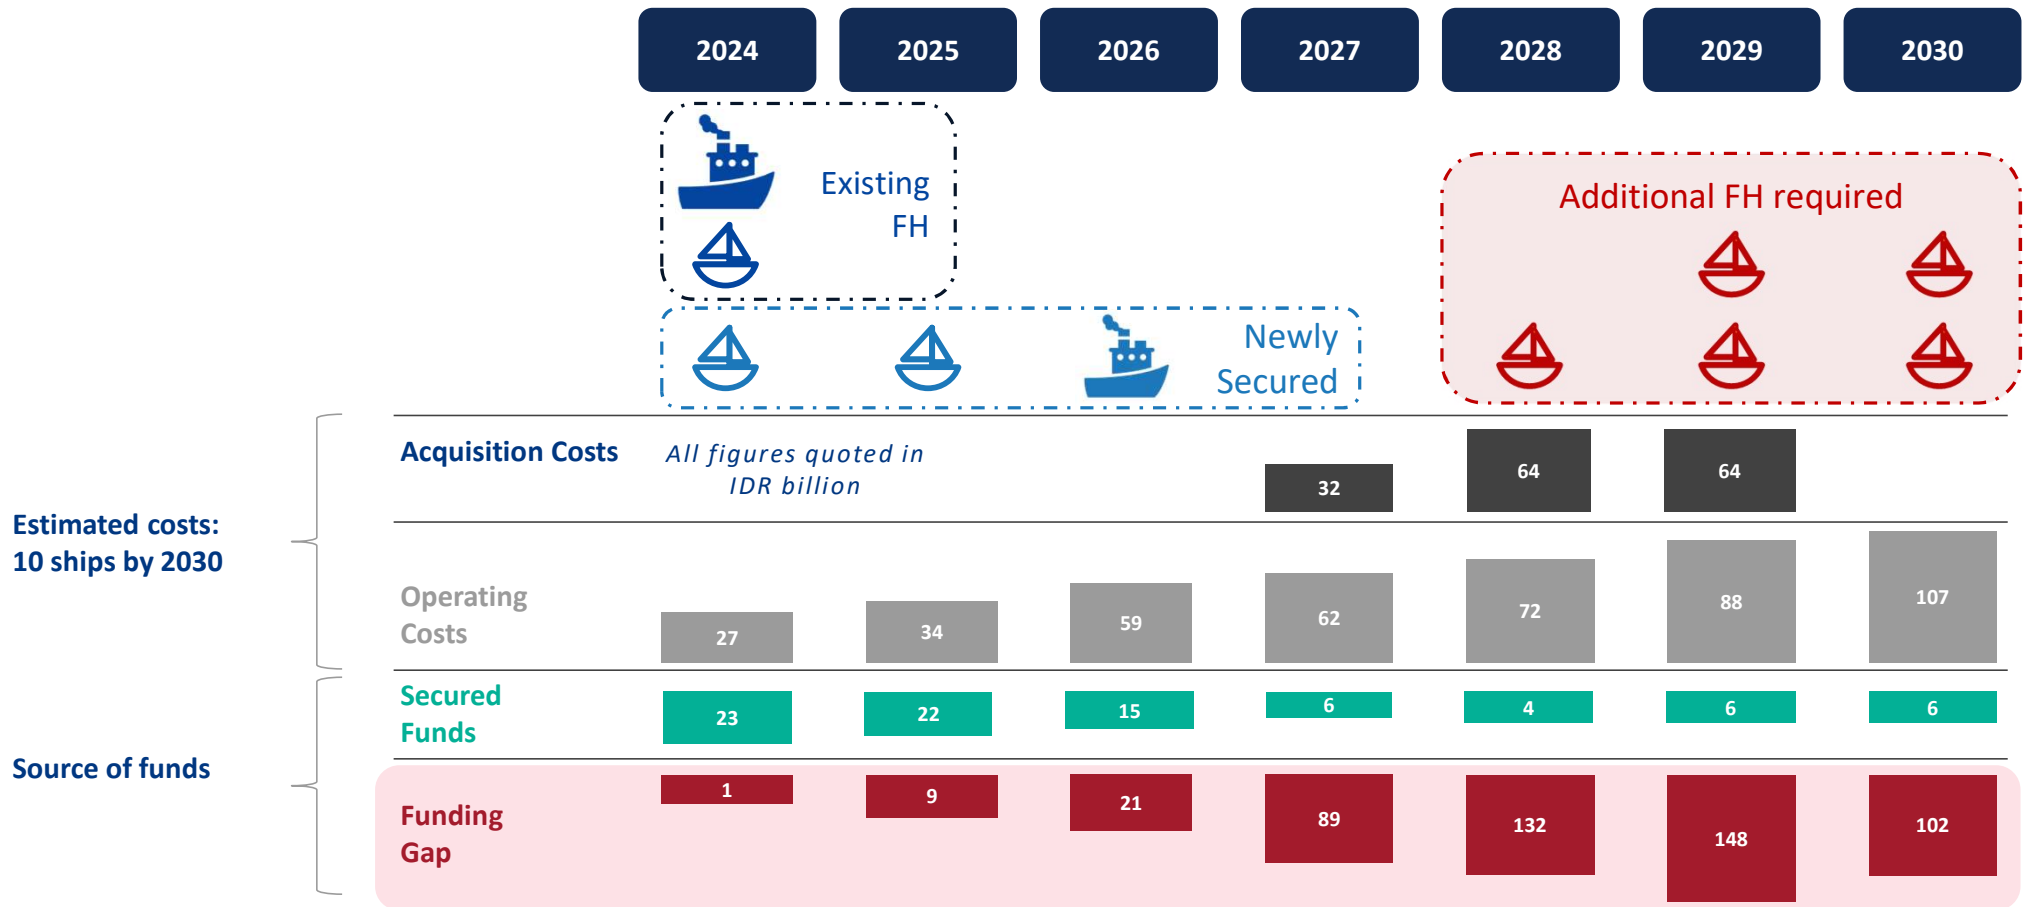 2024 2025 2026 2027 2028 2029 2030
Existing
FH
Additional FH required
Newly
Secured
Acquisition Costs
All figures quoted in
IDR billion
32 64 64
Estimated costs:
10 ships by 2030
Operating
Costs
27 34 59 62 72 88 107
Secured
Funds
23 22 15 6 4 6 6
Source of funds
Funding
Gap
1 9 21 89 132 148 102